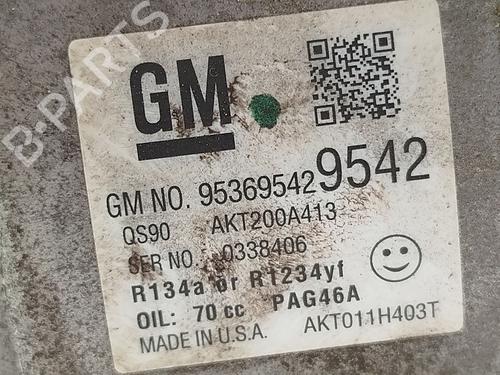 B-PARTS
GM
GM NO. 95369542 9542
QS90 AKT200A413
SER NO. 0338406
R134a or R1234yf
OIL: 70 cc PAG46A
MADE IN U.S.A. AKT011H403T